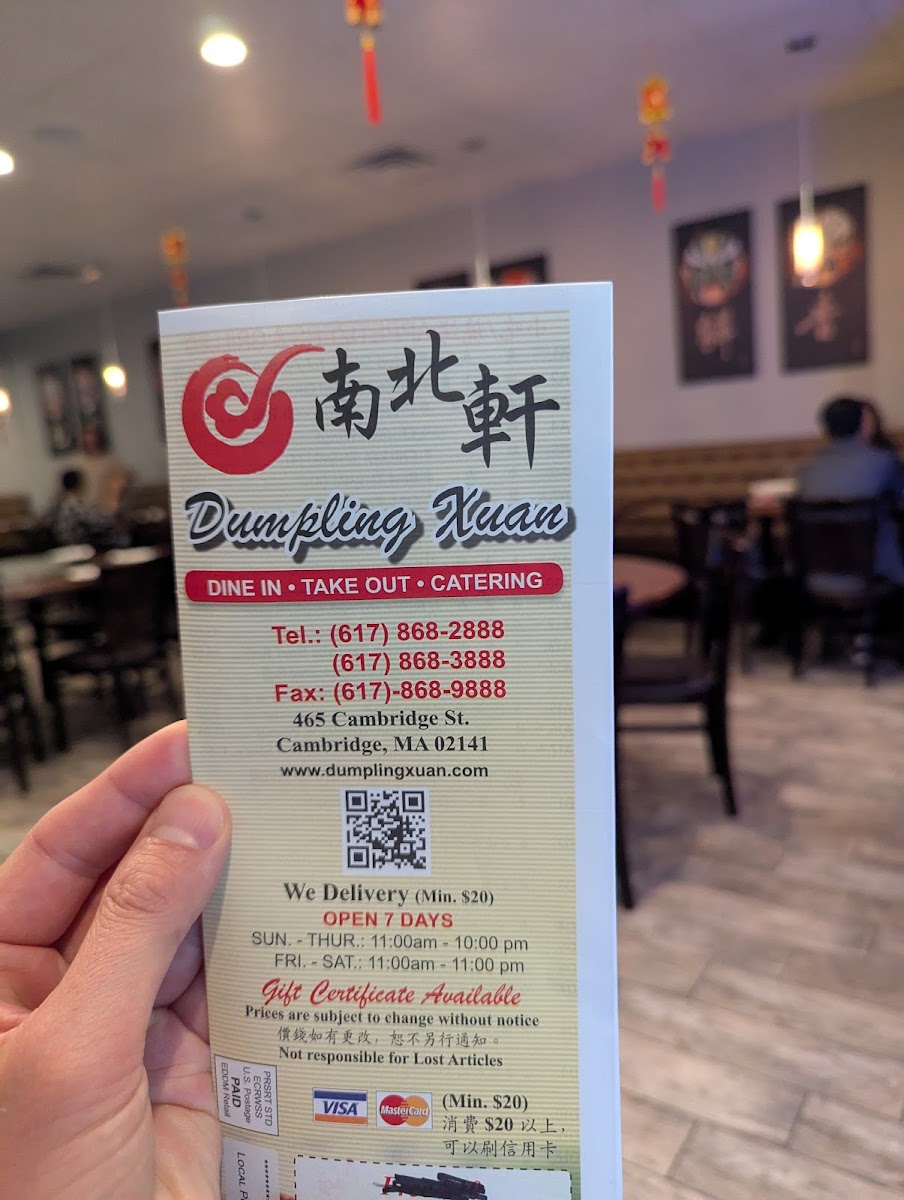 南北軒
Dumpling Xuan
DINE IN • TAKE OUT • CATERING
Tel.: (617) 868-2888
(617) 868-3888
Fax: (617)-868-9888
465 Cambridge St.
Cambridge, MA 02141
www.dumplingxuan.com
We Delivery (Min. $20)
OPEN 7 DAYS
SUN. - THUR.: 11:00am - 10:00 pm
FRI. - SAT.: 11:00am - 11:00 pm
Gift Certificate Available
Prices are subject to change without notice
價錢如有更改，恕不另行通知。
Not responsible for Lost Articles
PRSRT STD
ECRWSS
U.S. Postage
PAID
EDDM Retail
VISA
MasterCard
(Min. $20)
消費 $20 以上，
可以刷信用卡
LOCAL
香